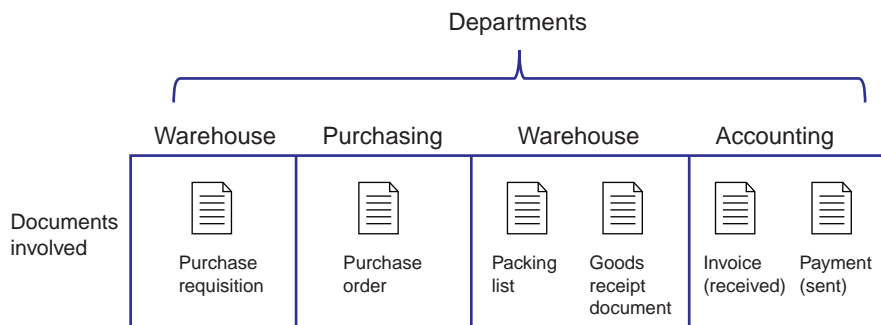 Departments
Warehouse
Purchasing
Warehouse
Accounting
Documents
involved
Purchase
requisition
Purchase
order
Packing
list
Goods
receipt
document
Invoice
(received)
Payment
(sent)